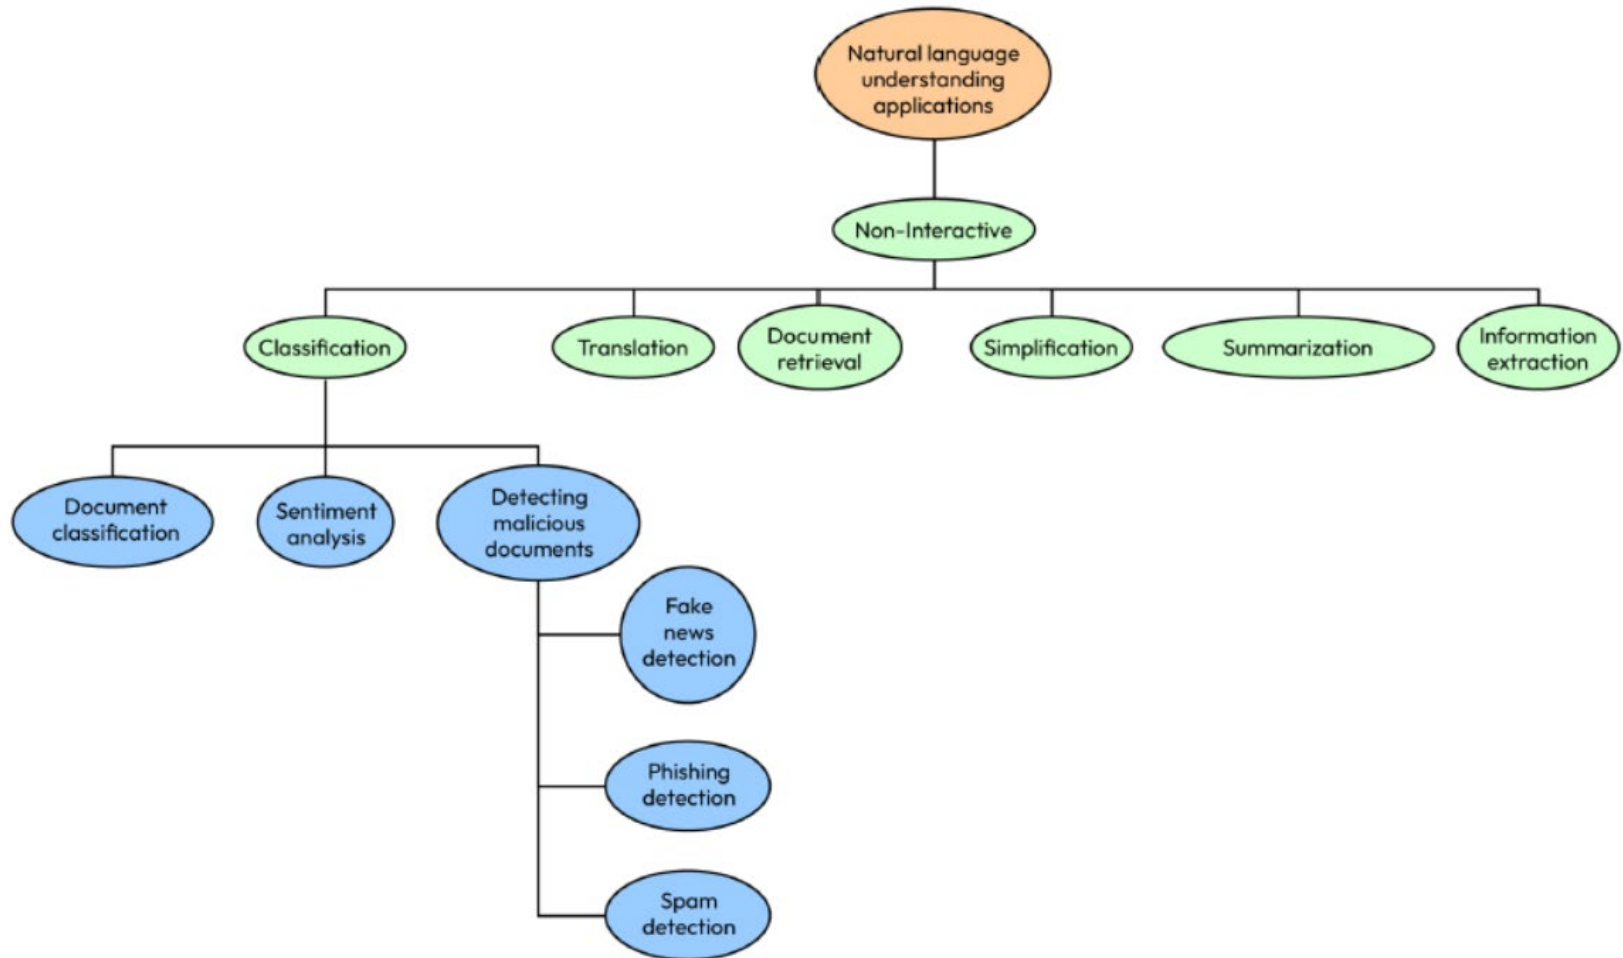 Natural language
understanding
applications
Non-Interactive
Classification
Translation
Document
retrieval
Simplification
Summarization
Information
extraction
Document
classification
Sentiment
analysis
Detecting
malicious
documents
Fake
news
detection
Phishing
detection
Spam
detection